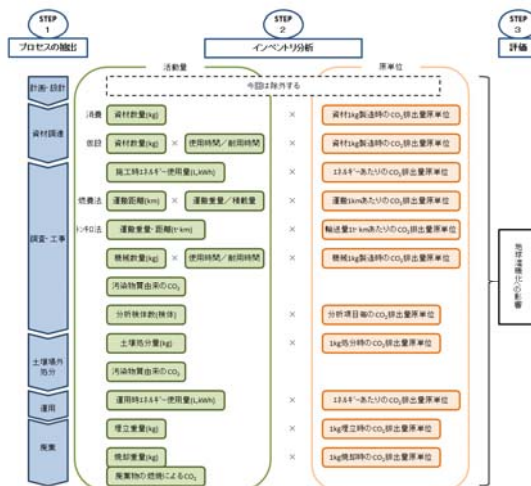 STEP
1
STEP
2
STEP
3
プロセスの抽出
インベントリ分析
評価
活動量
原単位
計画・設計
今回は除外する
資材調達
消費 資材数量(kg) × 資材1kg製造時のCO₂排出量原単位
仮設 資材数量(kg) × 使用時間/耐用時間 × 資材1kg製造時のCO₂排出量原単位
調査・工事
施工時エネルギー使用量(L,kWh) × エネルギーあたりのCO₂排出量原単位
燃費法 運搬距離(km) × 運搬重量/積載量 × 運搬1kmあたりのCO₂排出量原単位
トンキロ法 運搬重量・距離(t・km) × 輸送量1t・kmあたりのCO₂排出量原単位
機械数量(kg) × 使用時間/耐用時間 × 機械1kg製造時のCO₂排出量原単位
汚染物質由来のCO₂
分析検体数(検体) × 分析項目毎のCO₂排出量原単位
土壌場外
処分
土壌処分量(kg) × 1kg処分時のCO₂排出量原単位
汚染物質由来のCO₂
運用
運用時エネルギー使用量(L,kWh) × エネルギーあたりのCO₂排出量原単位
廃棄
埋立重量(kg) × 1kg埋立時のCO₂排出量原単位
焼却重量(kg) × 1kg焼却時のCO₂排出量原単位
廃棄物の燃焼によるCO₂
地球温暖化への影響